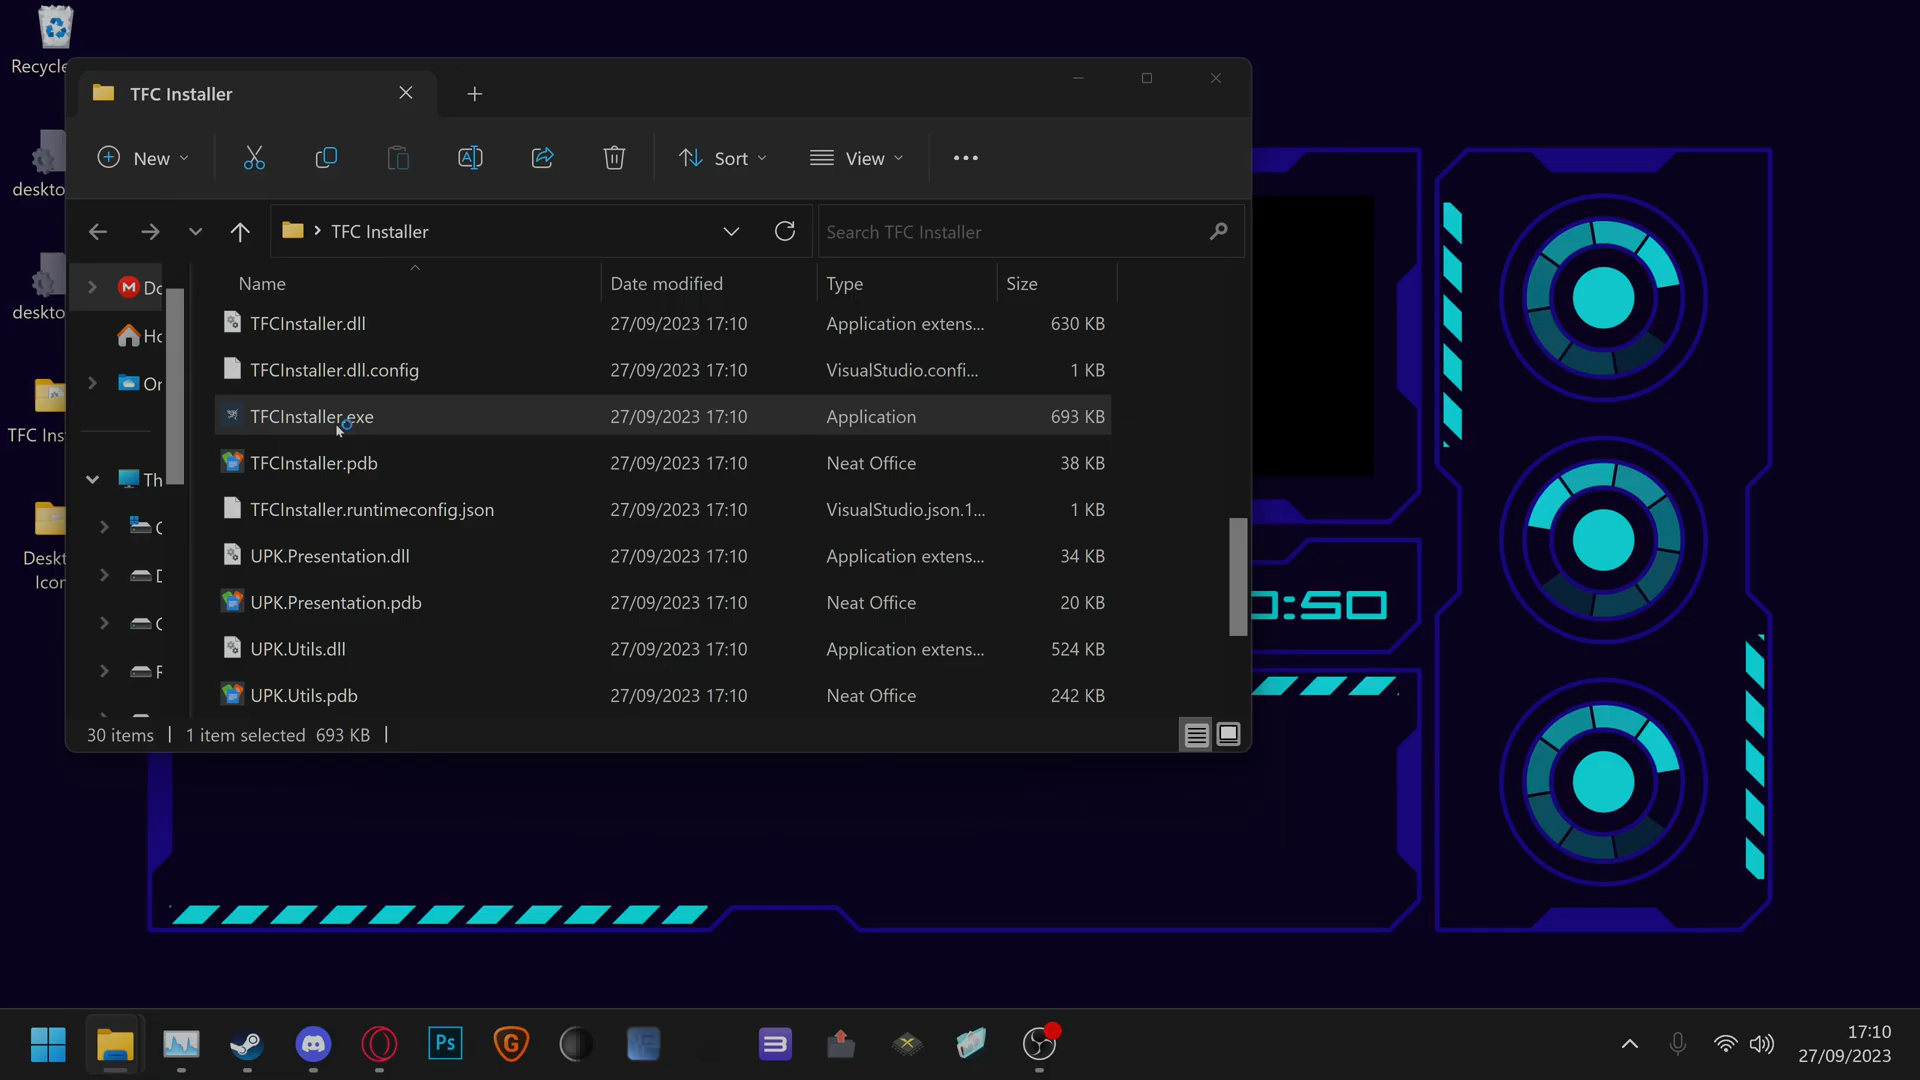 Recycle
TFC Installer
New
Sort
View
TFC Installer
Search TFC Installer
deskto
deskto
TFC Ins
Deskt
Icon
Dc
Ho
Or
Th
Name
Date modified
Type
Size
TFCInstaller.dll 27/09/2023 17:10 Application extens... 630 KB
TFCInstaller.dll.config 27/09/2023 17:10 VisualStudio.confi... 1 KB
TFCInstaller.exe 27/09/2023 17:10 Application 693 KB
TFCInstaller.pdb 27/09/2023 17:10 Neat Office 38 KB
TFCInstaller.runtimeconfig.json 27/09/2023 17:10 VisualStudio.json.1... 1 KB
UPK.Presentation.dll 27/09/2023 17:10 Application extens... 34 KB
UPK.Presentation.pdb 27/09/2023 17:10 Neat Office 20 KB
UPK.Utils.dll 27/09/2023 17:10 Application extens... 524 KB
UPK.Utils.pdb 27/09/2023 17:10 Neat Office 242 KB
30 items
1 item selected 693 KB
0:50
Ps
17:10
27/09/2023